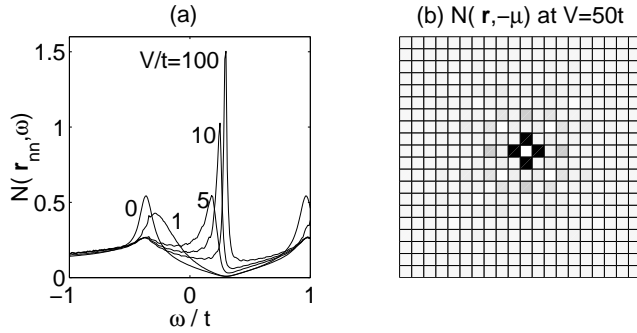 (a)
(b) N( r,-μ) at V=50t
N( r_nn,ω)
1.5
1
0.5
0
V/t=100
10
5
0
1
-1
0
1
ω / t